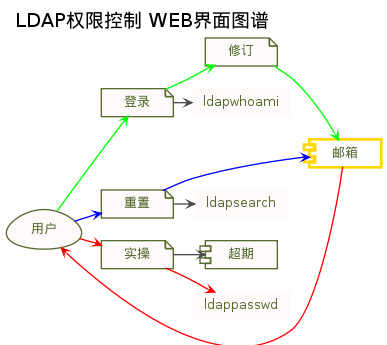 LDAP权限控制 WEB界面图谱
修订
登录
ldapwhoami
邮箱
重置
ldapsearch
用户
实操
超期
ldappasswd